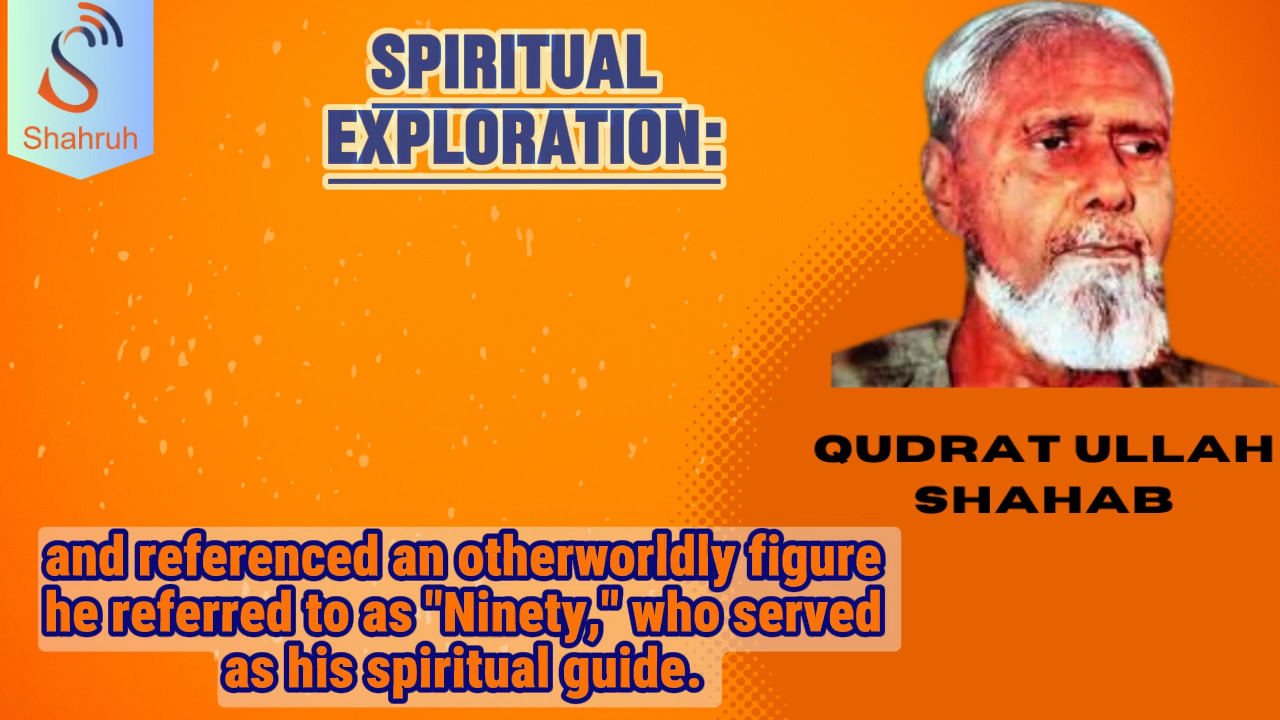 Shahruh
SPIRITUAL
EXPLORATION:
QUDRAT ULLAH
SHAHAB
and referenced an otherworldly figure
he referred to as "Ninety," who served
as his spiritual guide.